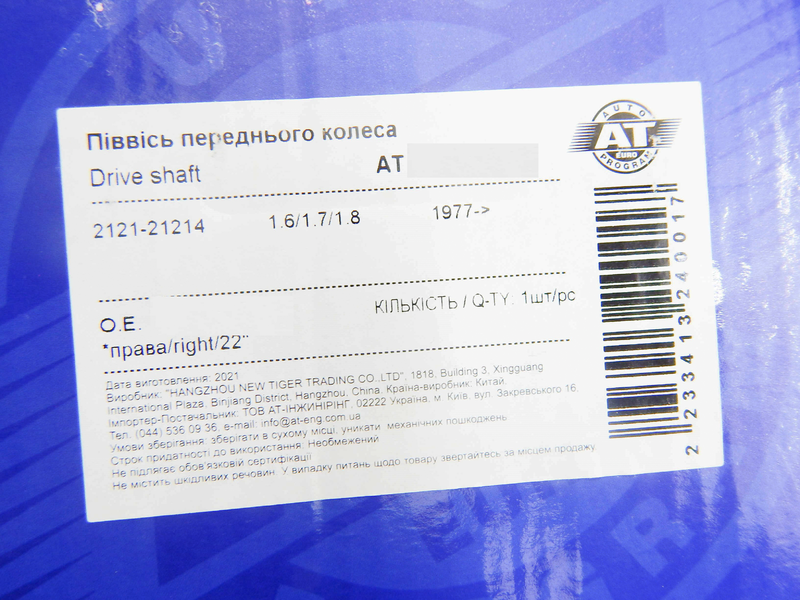 Піввісь переднього колеса
Drive shaft
AT
AUTO
AT
EURO
PROGRAM
2121-21214 1.6/1.7/1.8 1977->
КІЛЬКІСТЬ / Q-TY: 1шт/pc
O.E.
*права/right/22"
Дата виготовлення: 2021
Виробник: "HANGZHOU NEW TIGER TRADING CO.,LTD", 1818, Building 3, Xingguang
International Plaza, Binjiang District, Hangzhou, China. Країна-виробник: Китай.
Імпортер-Постачальник: ТОВ АТ-ІНЖИНІРІНГ, 02222 Україна, м. Київ, вул. Закревського 16.
Тел. (044) 536 09 36, e-mail: info@at-eng.com.ua
Умови зберігання: зберігати в сухому місці, уникати механічних пошкоджень.
Строк придатності до використання: Необмежений
Не підлягає обов'язковій сертифікації
Не містить шкідливих речовин. У випадку питань щодо товару звертайтесь за місцем продажу
2 233413 240017